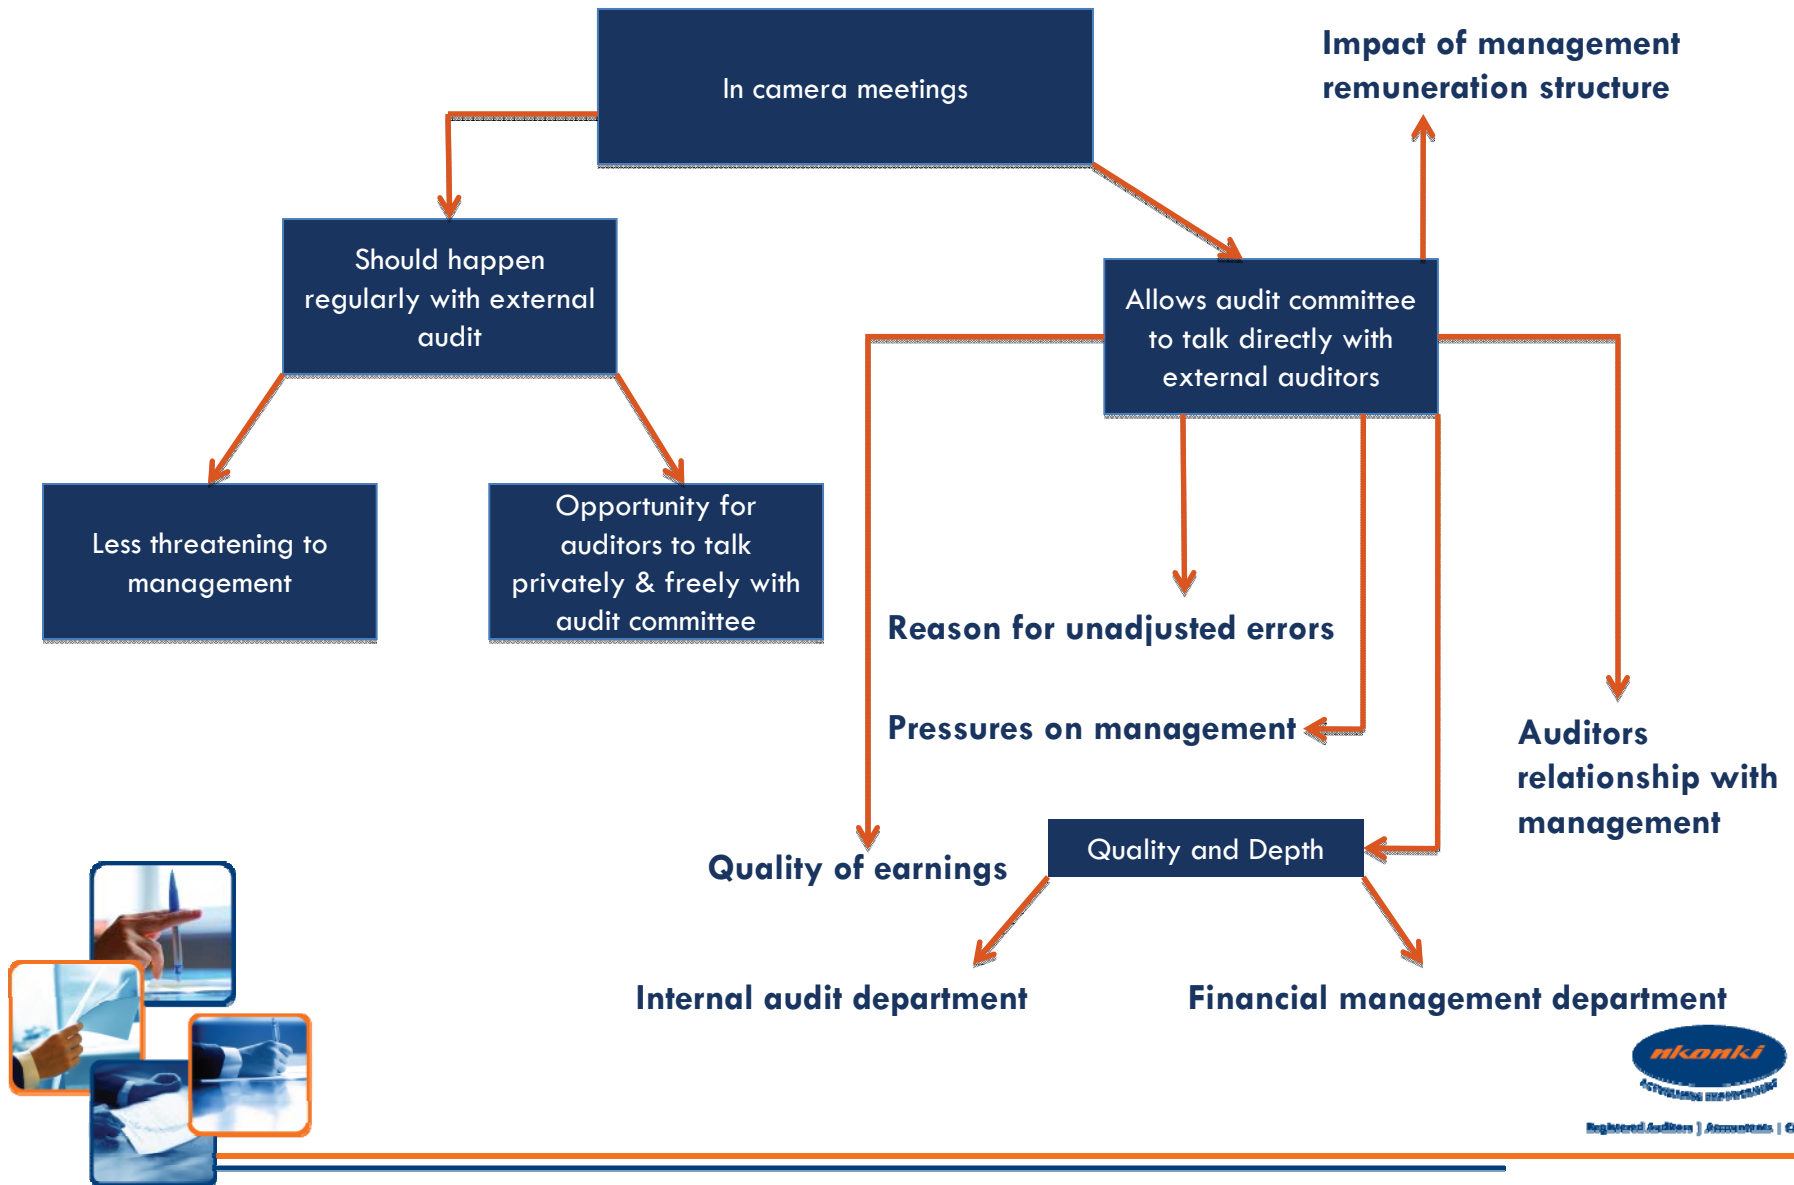 In camera meetings
Impact of management
remuneration structure
Should happen
regularly with external
audit
Allows audit committee
to talk directly with
external auditors
Less threatening to
management
Opportunity for
auditors to talk
privately & freely with
audit committee
Reason for unadjusted errors
Pressures on management
Auditors
relationship with
management
Quality and Depth
Quality of earnings
Internal audit department
Financial management department
nkonki
Registered Auditors | Accountants |